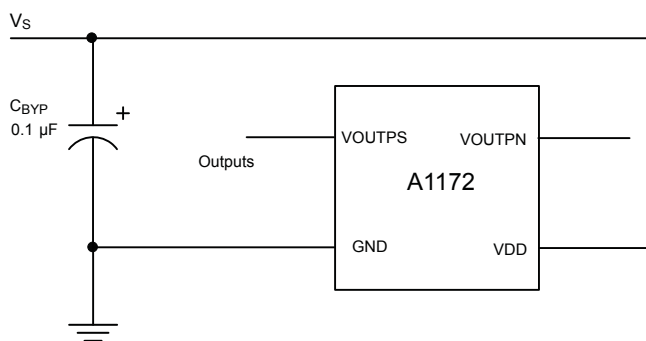 VS
CBYP
0.1 µF
+
VOUTPS
VOUTPN
Outputs
A1172
GND
VDD